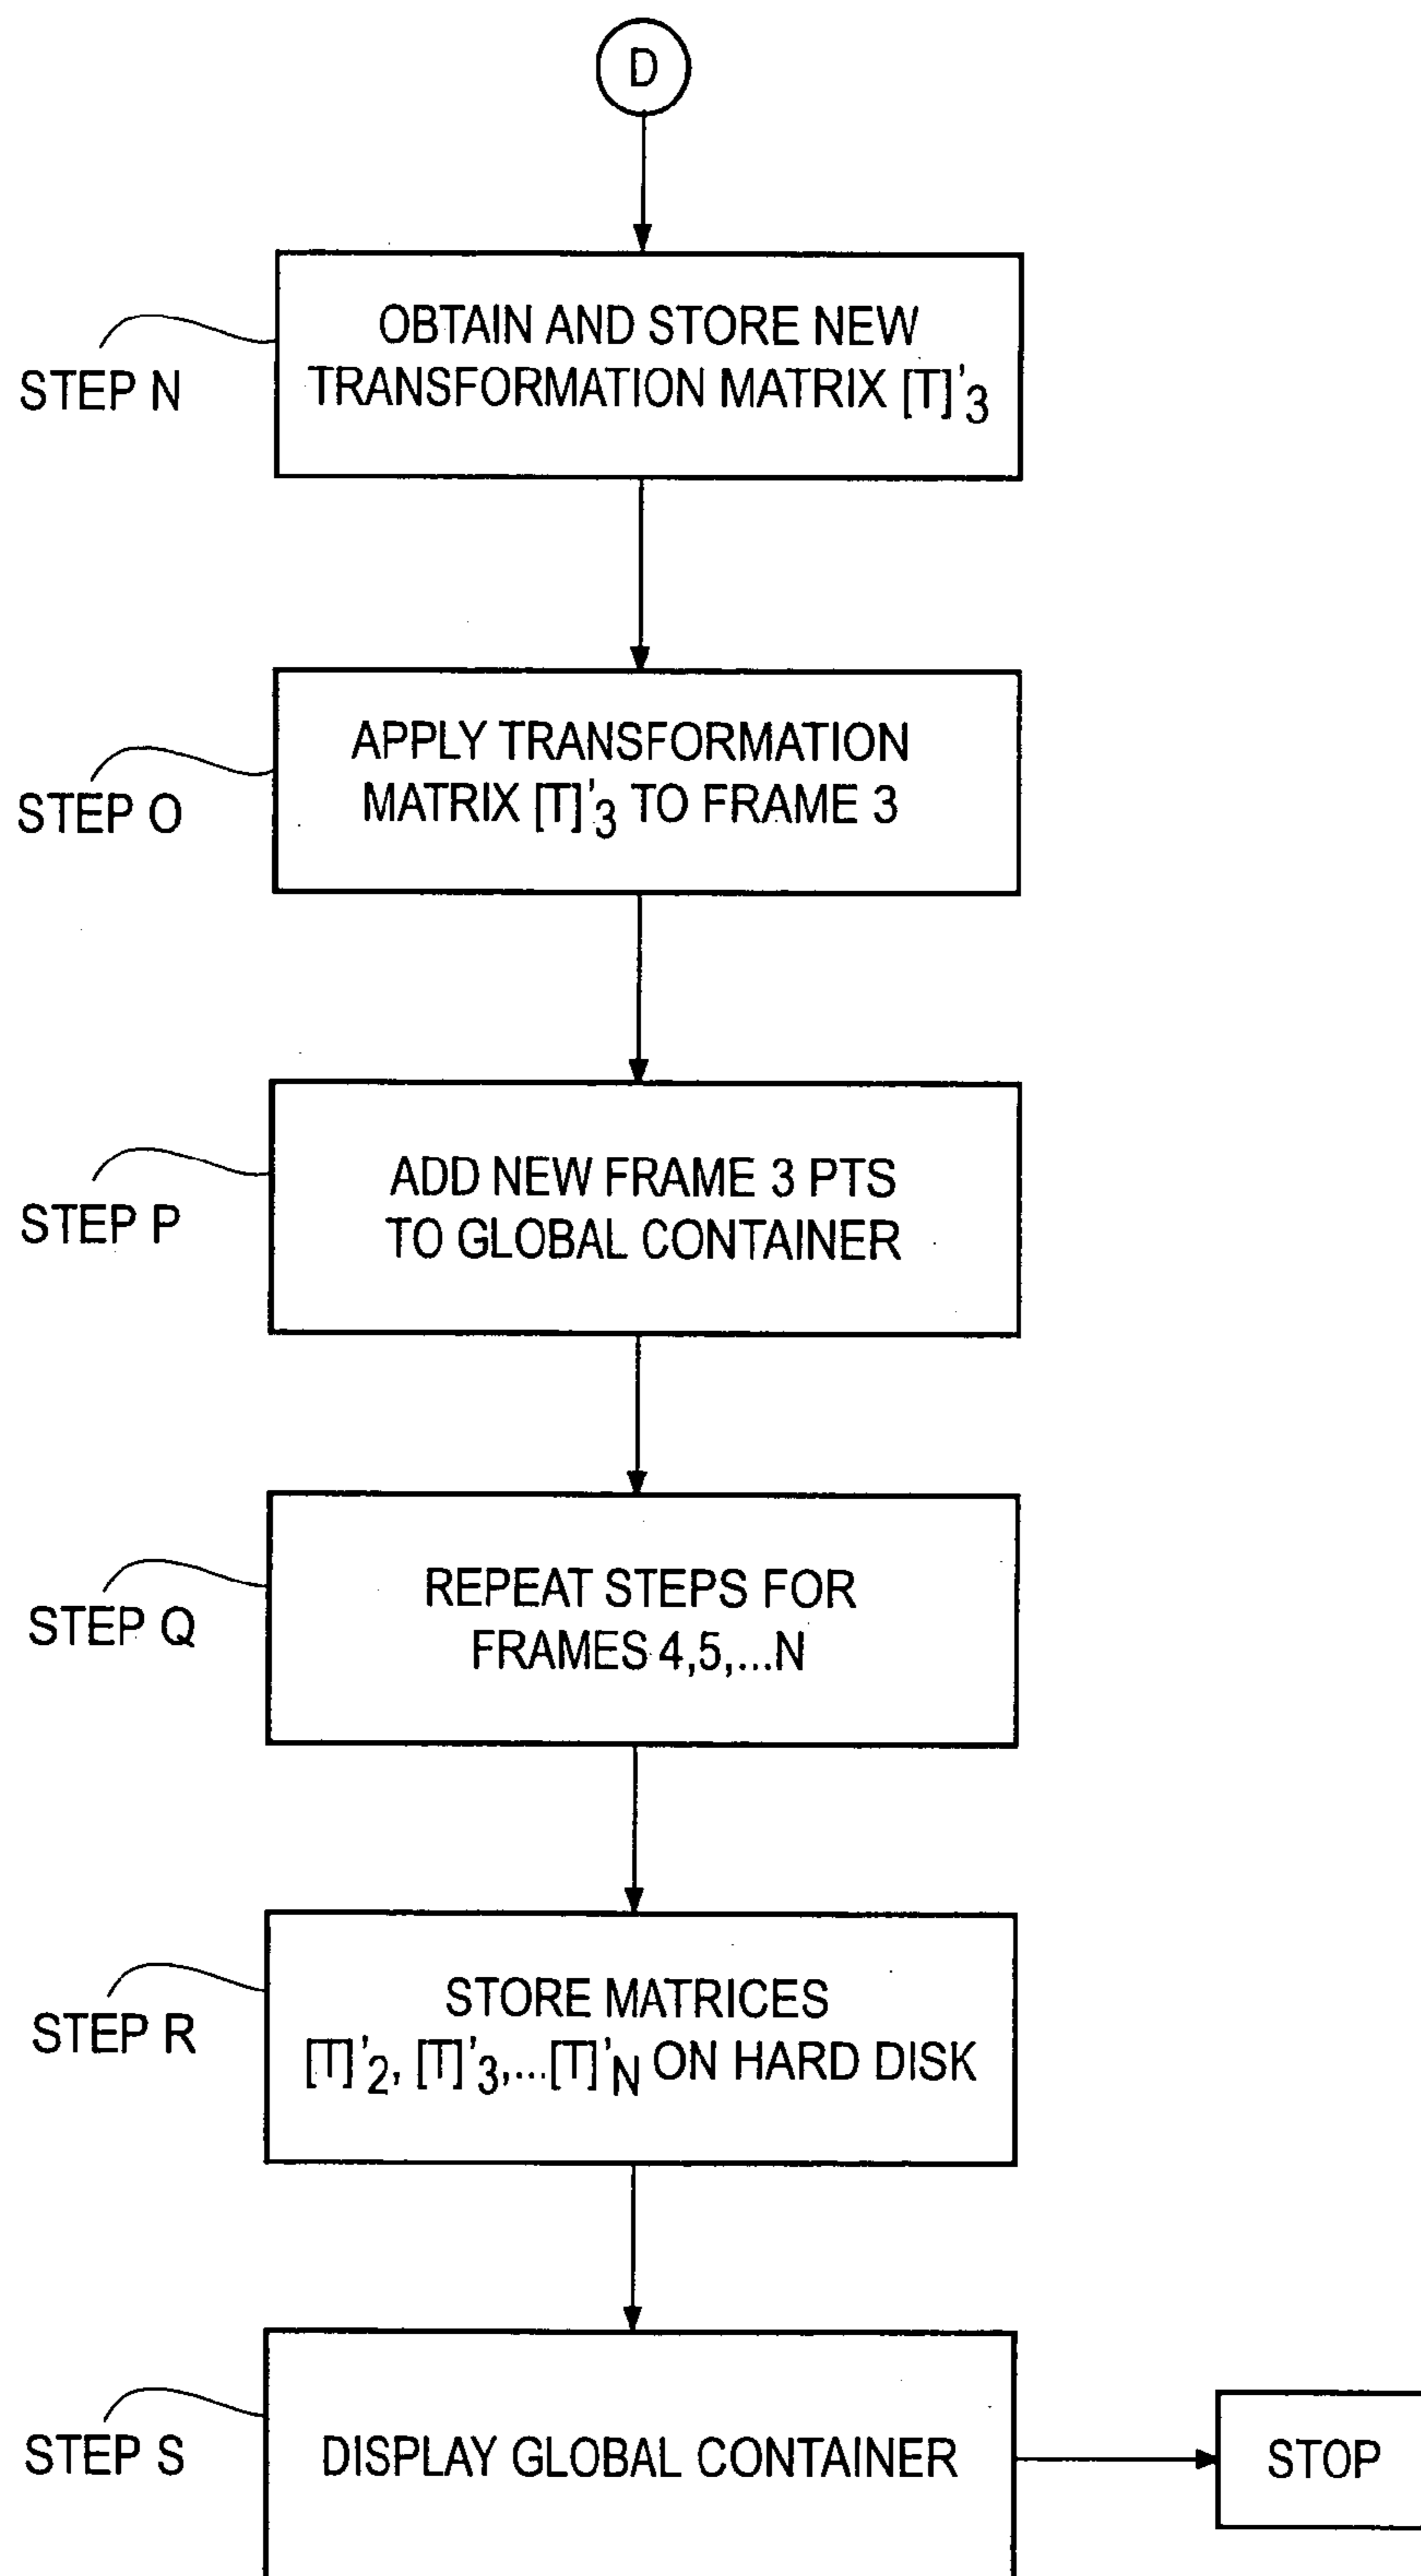 D
OBTAIN AND STORE NEW
TRANSFORMATION MATRIX [T]'3
STEP N
APPLY TRANSFORMATION
MATRIX [T]'3 TO FRAME 3
STEP O
ADD NEW FRAME 3 PTS
TO GLOBAL CONTAINER
STEP P
REPEAT STEPS FOR
FRAMES 4,5,...N
STEP Q
STORE MATRICES
[T]'2, [T]'3,...[T]'N ON HARD DISK
STEP R
DISPLAY GLOBAL CONTAINER
STEP S
STOP